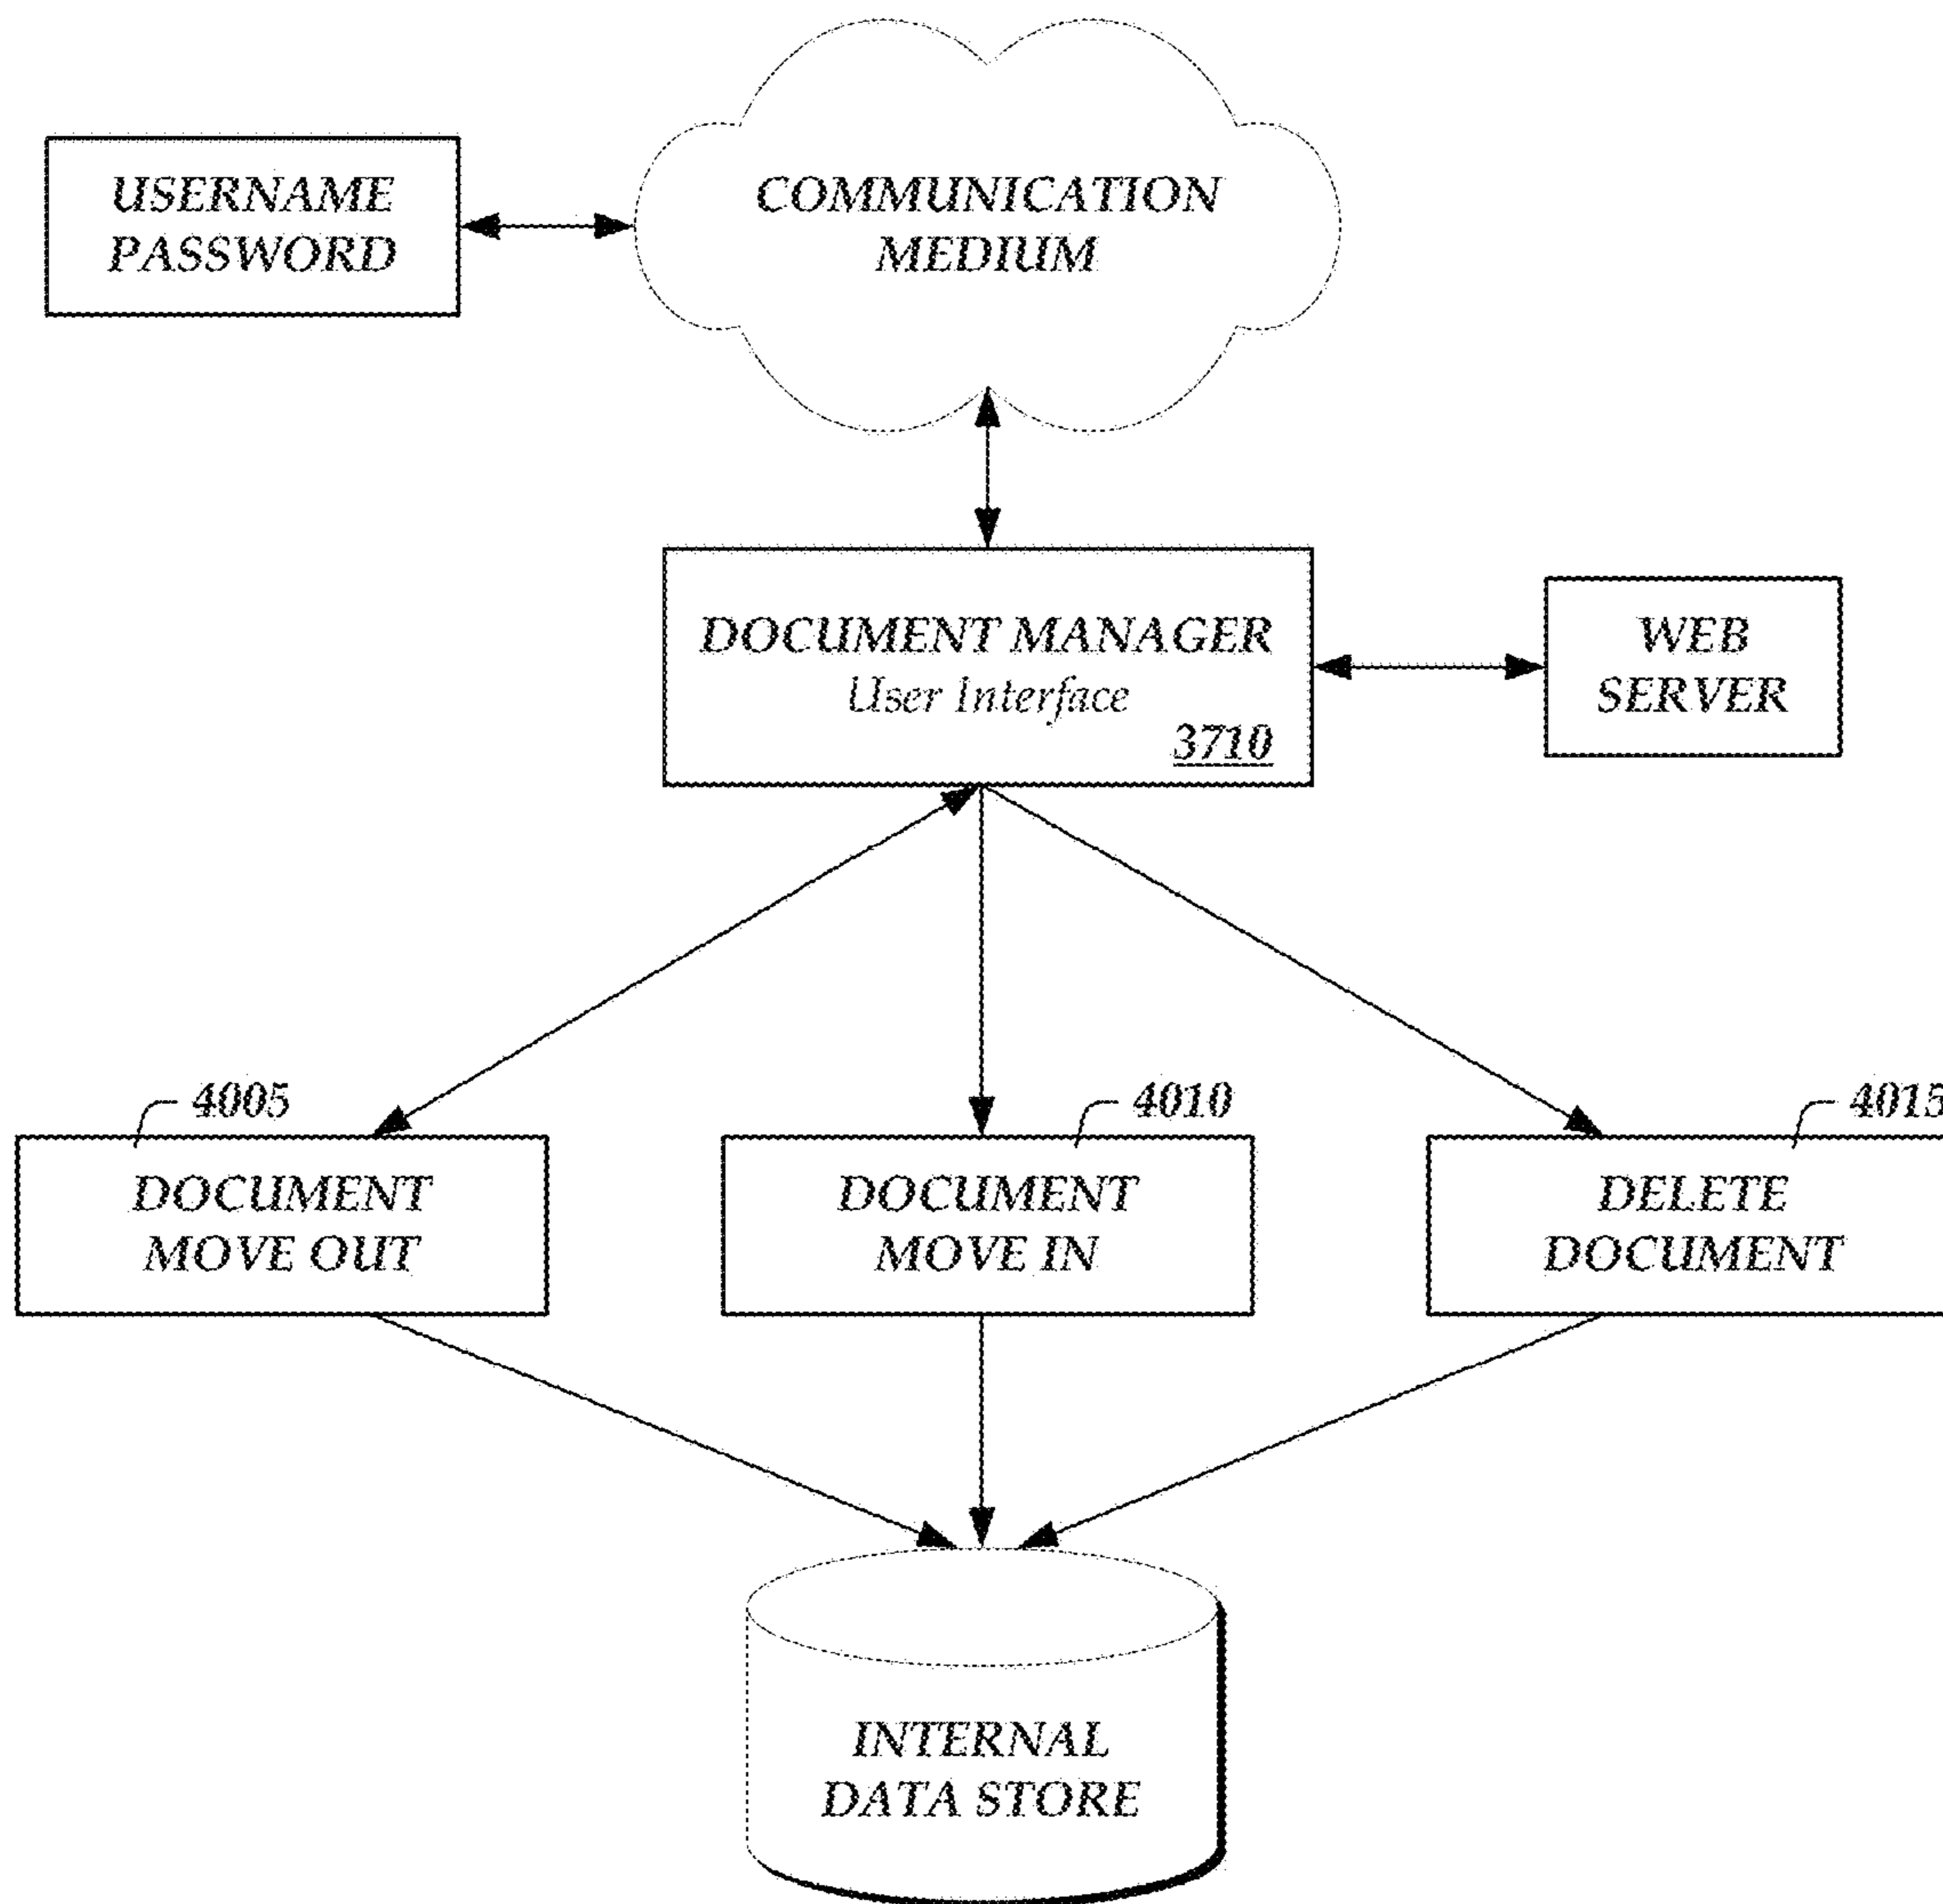 USERNAME
PASSWORD
COMMUNICATION
MEDIUM
DOCUMENT MANAGER
User Interface
3710
WEB
SERVER
4005
DOCUMENT
MOVE OUT
4010
DOCUMENT
MOVE IN
4015
DELETE
DOCUMENT
INTERNAL
DATA STORE